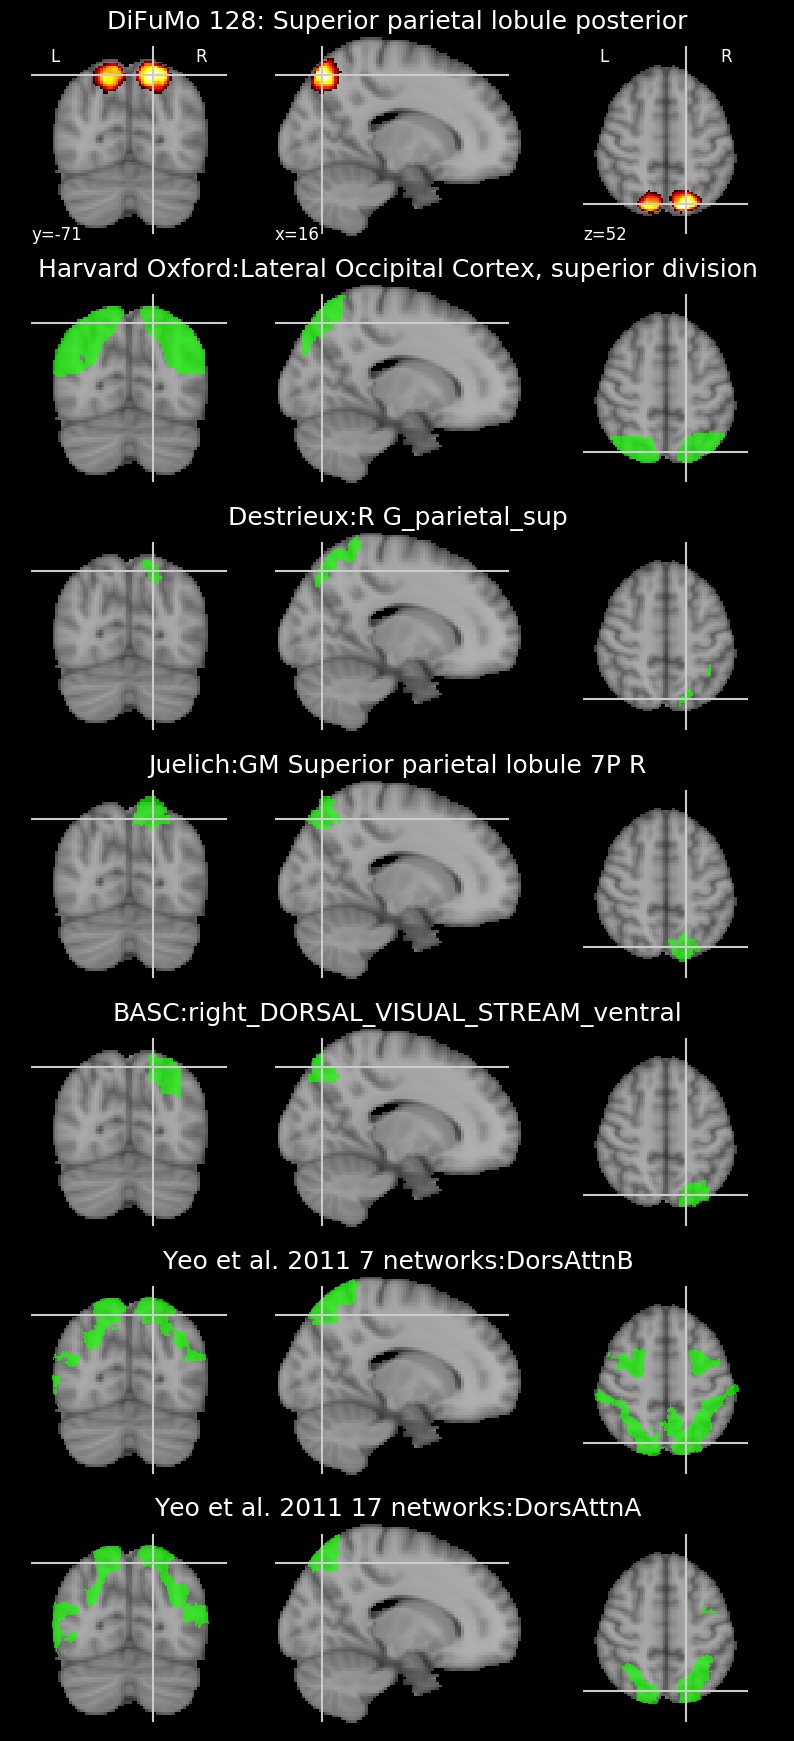 DiFuMo 128: Superior parietal lobule posterior
L R L R
y=-71 x=16 z=52
Harvard Oxford:Lateral Occipital Cortex, superior division
Destrieux:R G_parietal_sup
Juelich:GM Superior parietal lobule 7P R
BASC:right_DORSAL_VISUAL_STREAM_ventral
Yeo et al. 2011 7 networks:DorsAttnB
Yeo et al. 2011 17 networks:DorsAttnA